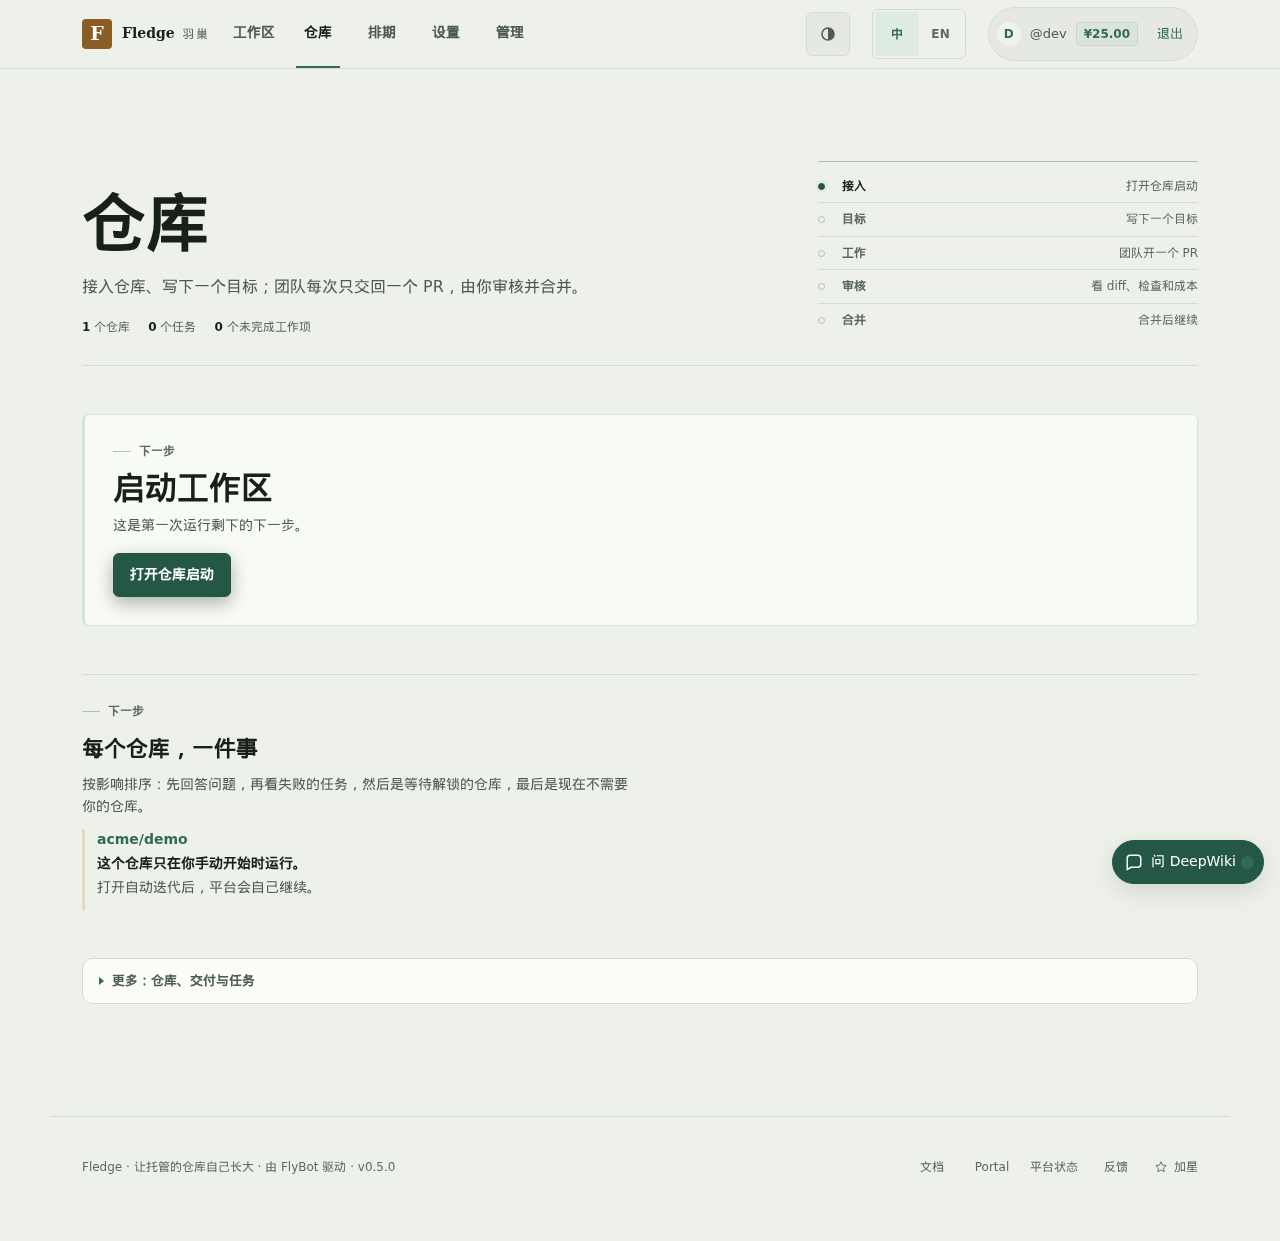 F Fledge 羽巢 工作区 仓库 排期 设置 管理 中 EN D @dev ¥25.00 退出
仓库
接入仓库、写下一个目标；团队每次只交回一个 PR，由你审核并合并。
1 个仓库 0 个任务 0 个未完成工作项
接入 打开仓库启动
目标 写下一个目标
工作 团队开一个 PR
审核 看 diff、检查和成本
合并 合并后继续
下一步
启动工作区
这是第一次运行剩下的下一步。
打开仓库启动
下一步
每个仓库，一件事
按影响排序：先回答问题，再看失败的任务，然后是等待解锁的仓库，最后是现在不需要
你的仓库。
acme/demo
这个仓库只在你手动开始时运行。
打开自动迭代后，平台会自己继续。
问 DeepWiki
更多：仓库、交付与任务
Fledge · 让托管的仓库自己长大 · 由 FlyBot 驱动 · v0.5.0 文档 Portal 平台状态 反馈 加星